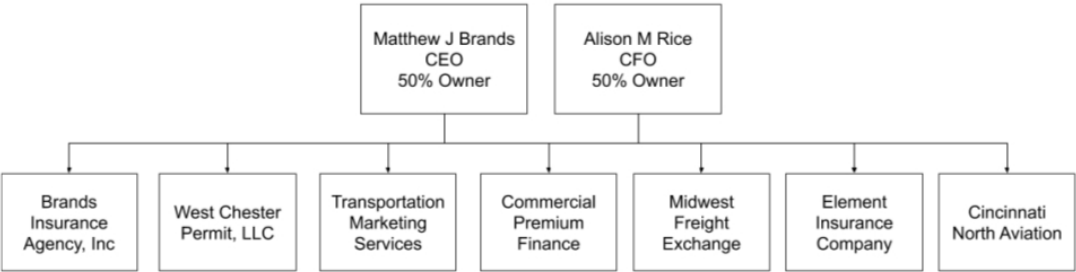 Matthew J Brands
CEO
50% Owner
Alison M Rice
CFO
50% Owner
Brands
Insurance
Agency, Inc
West Chester
Permit, LLC
Transportation
Marketing
Services
Commercial
Premium
Finance
Midwest
Freight
Exchange
Element
Insurance
Company
Cincinnati
North Aviation